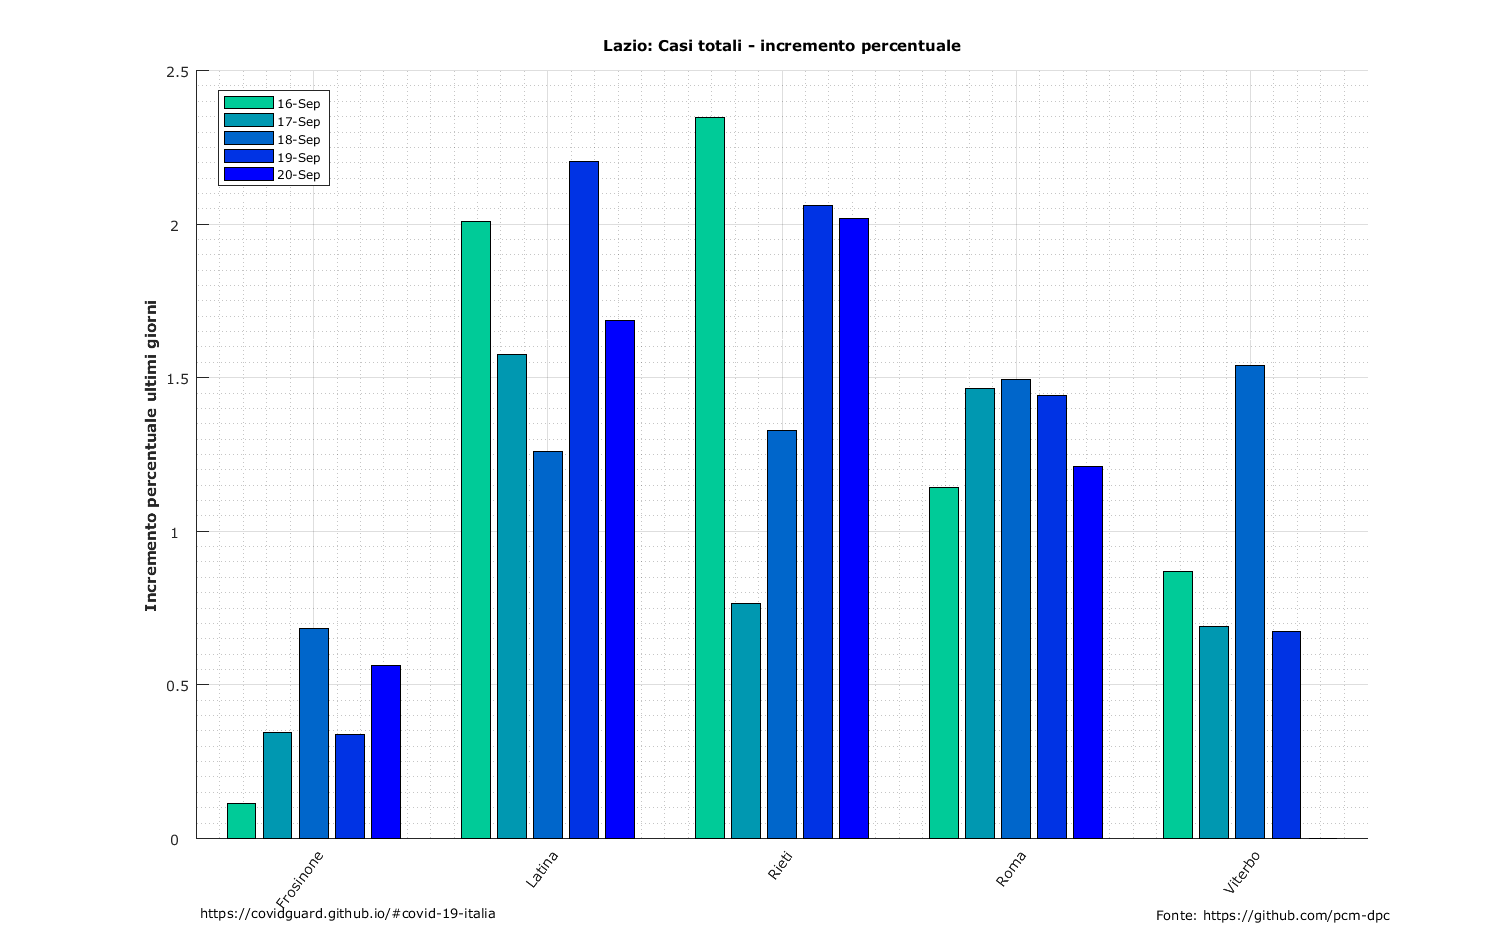 Lazio: Casi totali - incremento percentuale
2.5
2
1.5
1
0.5
0
Incremento percentuale ultimi giorni
16-Sep
17-Sep
18-Sep
19-Sep
20-Sep
Frosinone
Latina
Rieti
Roma
Viterbo
https://covidguard.github.io/#covid-19-italia
Fonte: https://github.com/pcm-dpc